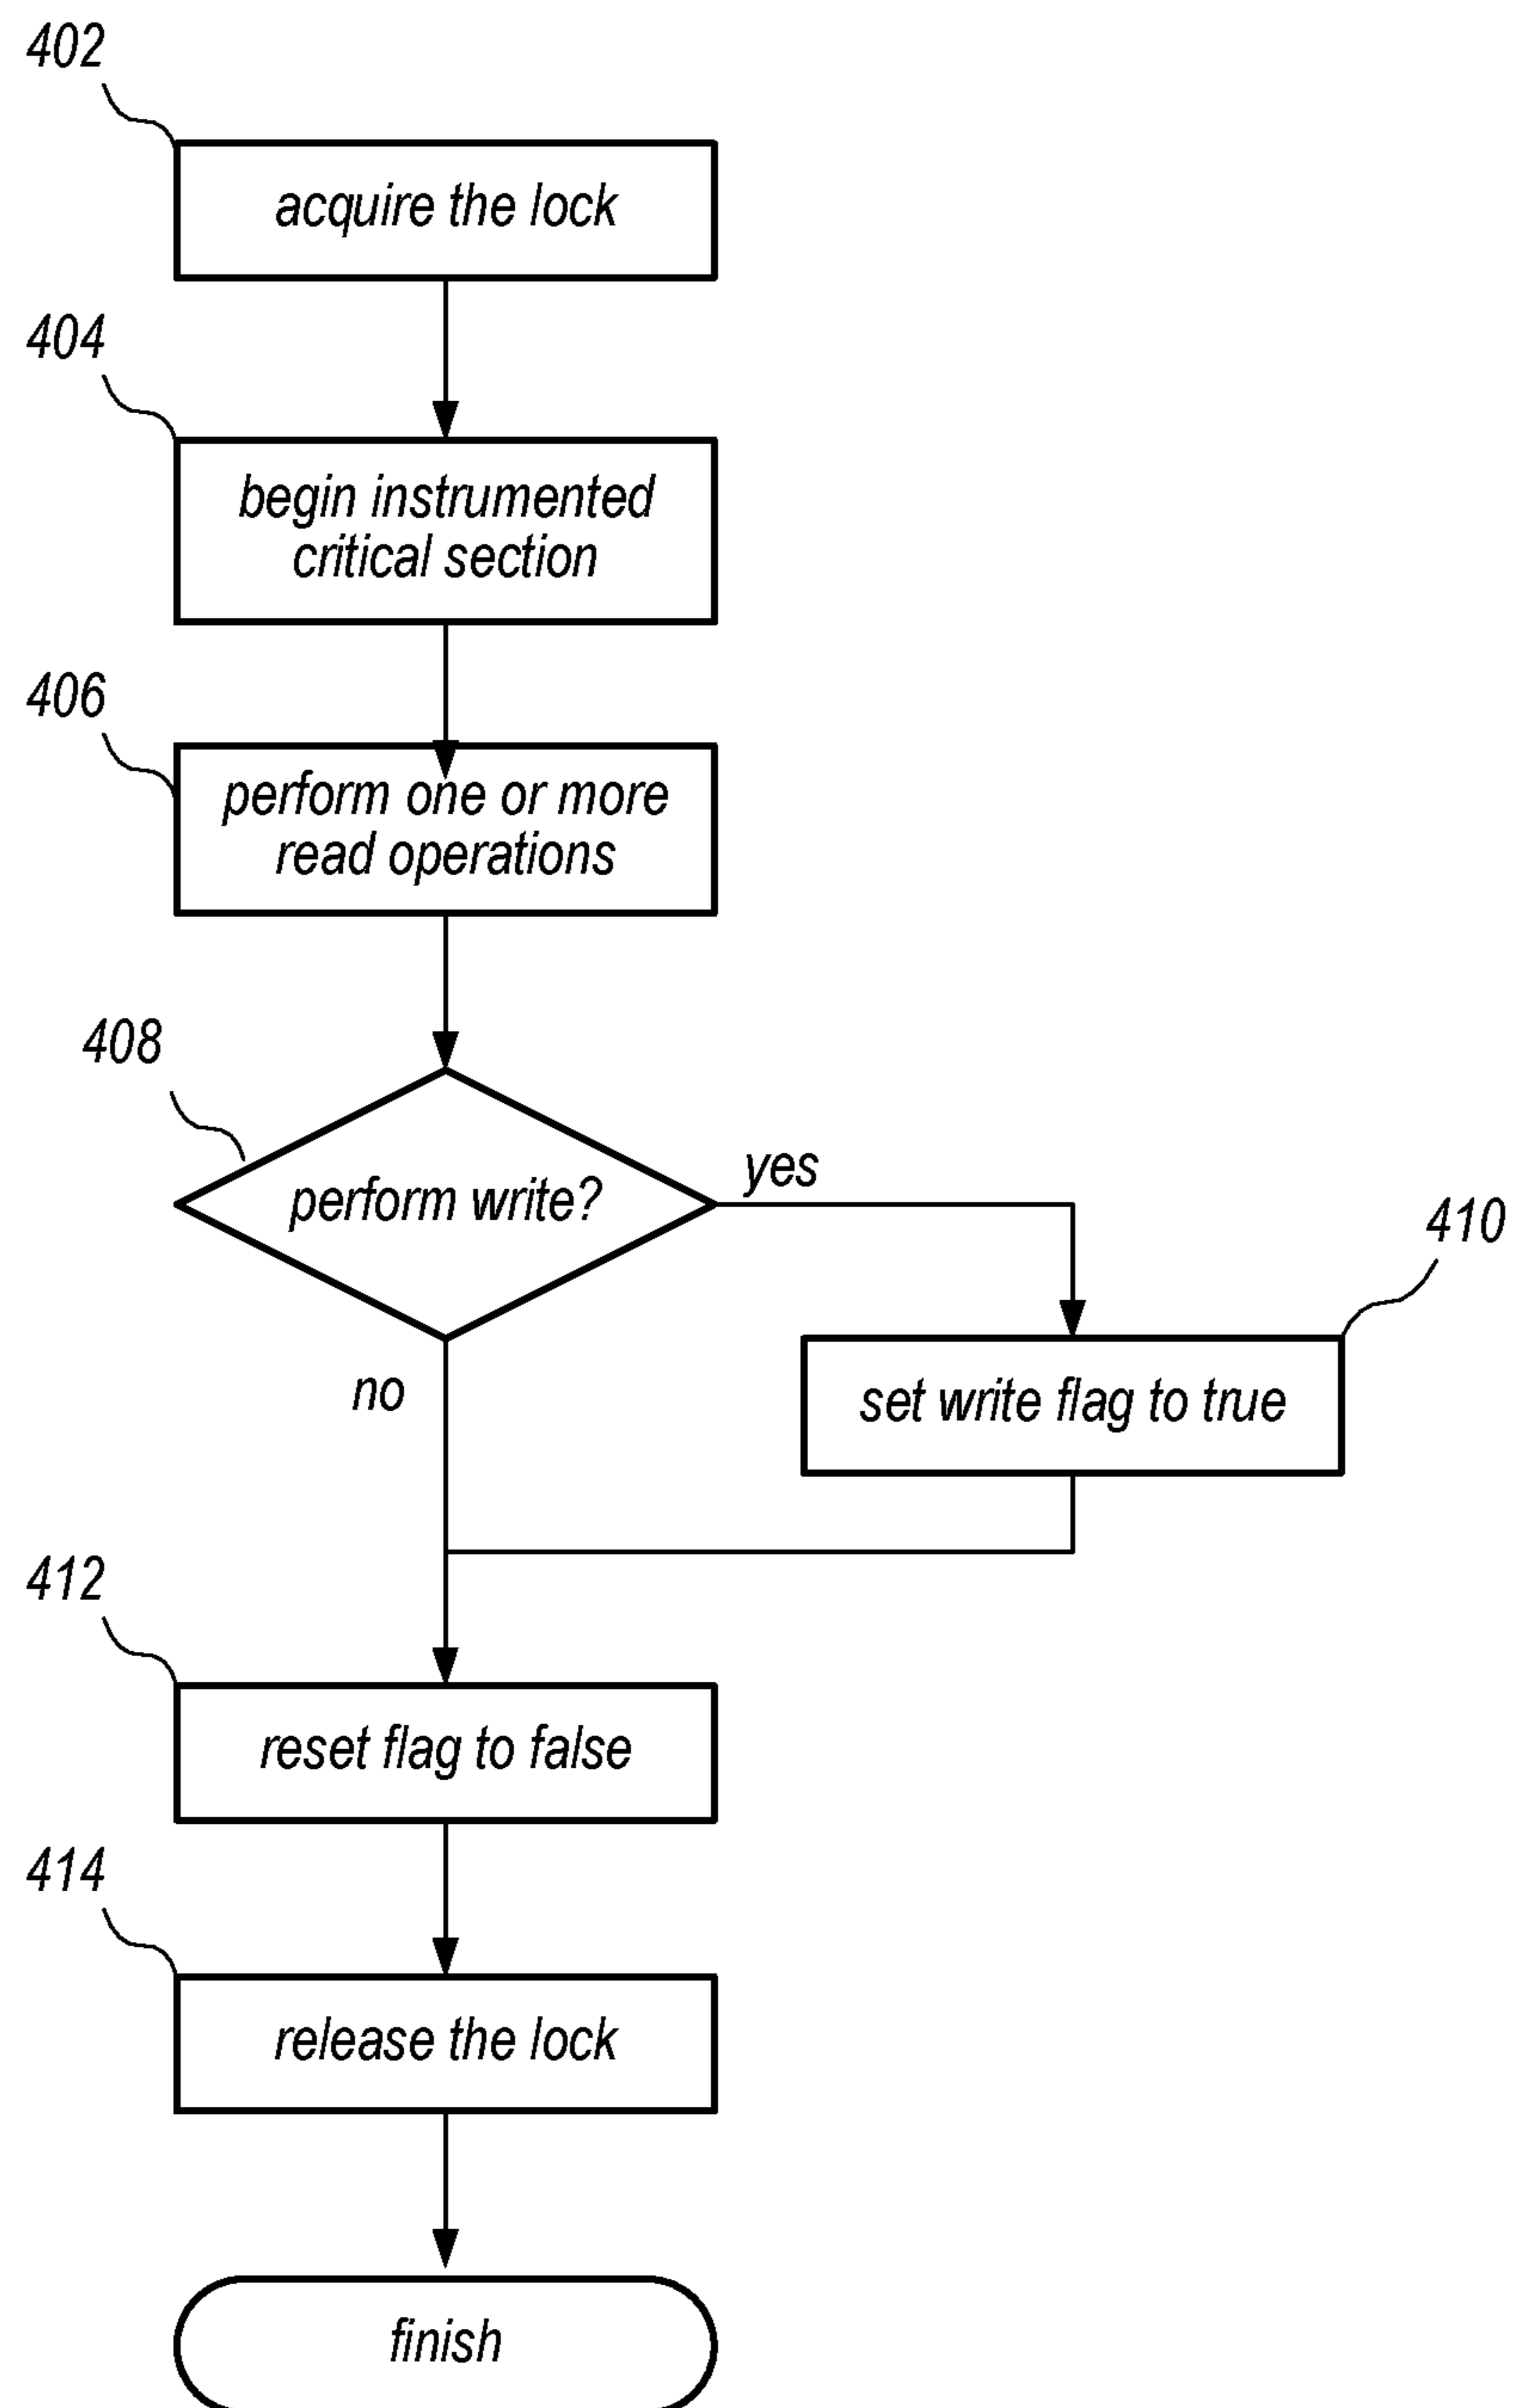 402
acquire the lock
404
begin instrumented
critical section
406
perform one or more
read operations
408
perform write?
yes
410
set write flag to true
no
412
reset flag to false
414
release the lock
finish